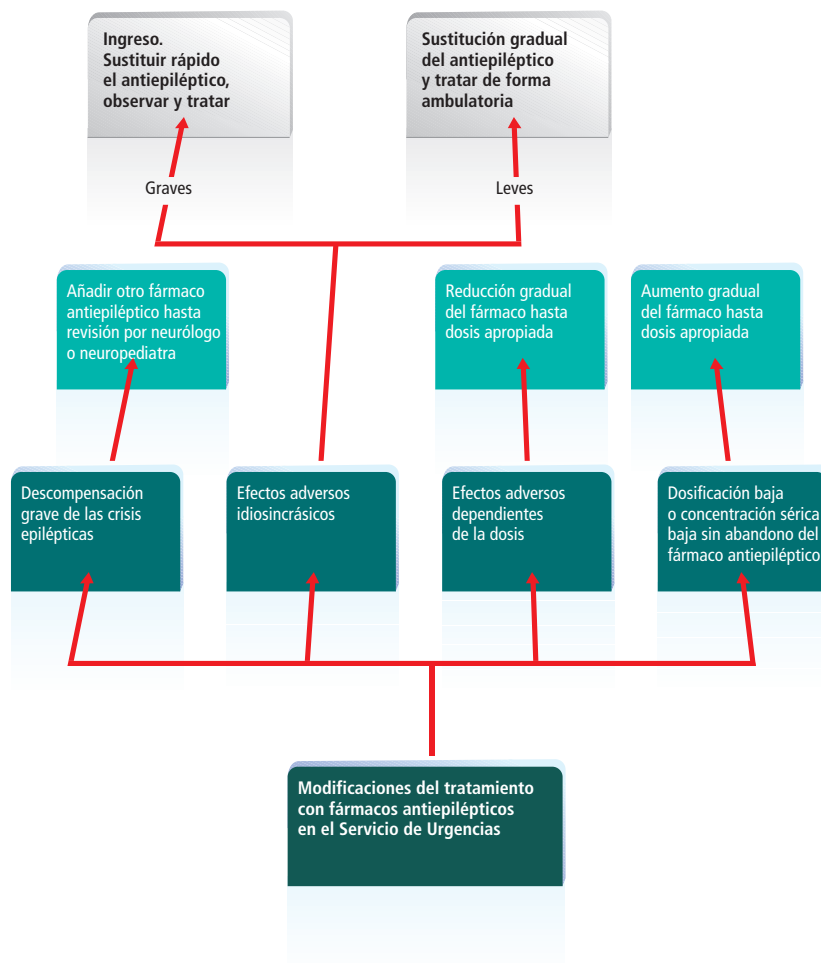 Ingreso.
Sustituir rápido
el antiepiléptico,
observar y tratar
Sustitución gradual
del antiepiléptico
y tratar de forma
ambulatoria
Graves
Leves
Añadir otro fármaco
antiepiléptico hasta
revisión por neurólogo
o neuropediatra
Reducción gradual
del fármaco hasta
dosis apropiada
Aumento gradual
del fármaco hasta
dosis apropiada
Descompensación
grave de las crisis
epilépticas
Efectos adversos
idiosincrásicos
Efectos adversos
dependientes
de la dosis
Dosificación baja
o concentración sérica
baja sin abandono del
fármaco antiepiléptico
Modificaciones del tratamiento
con fármacos antiepilépticos
en el Servicio de Urgencias